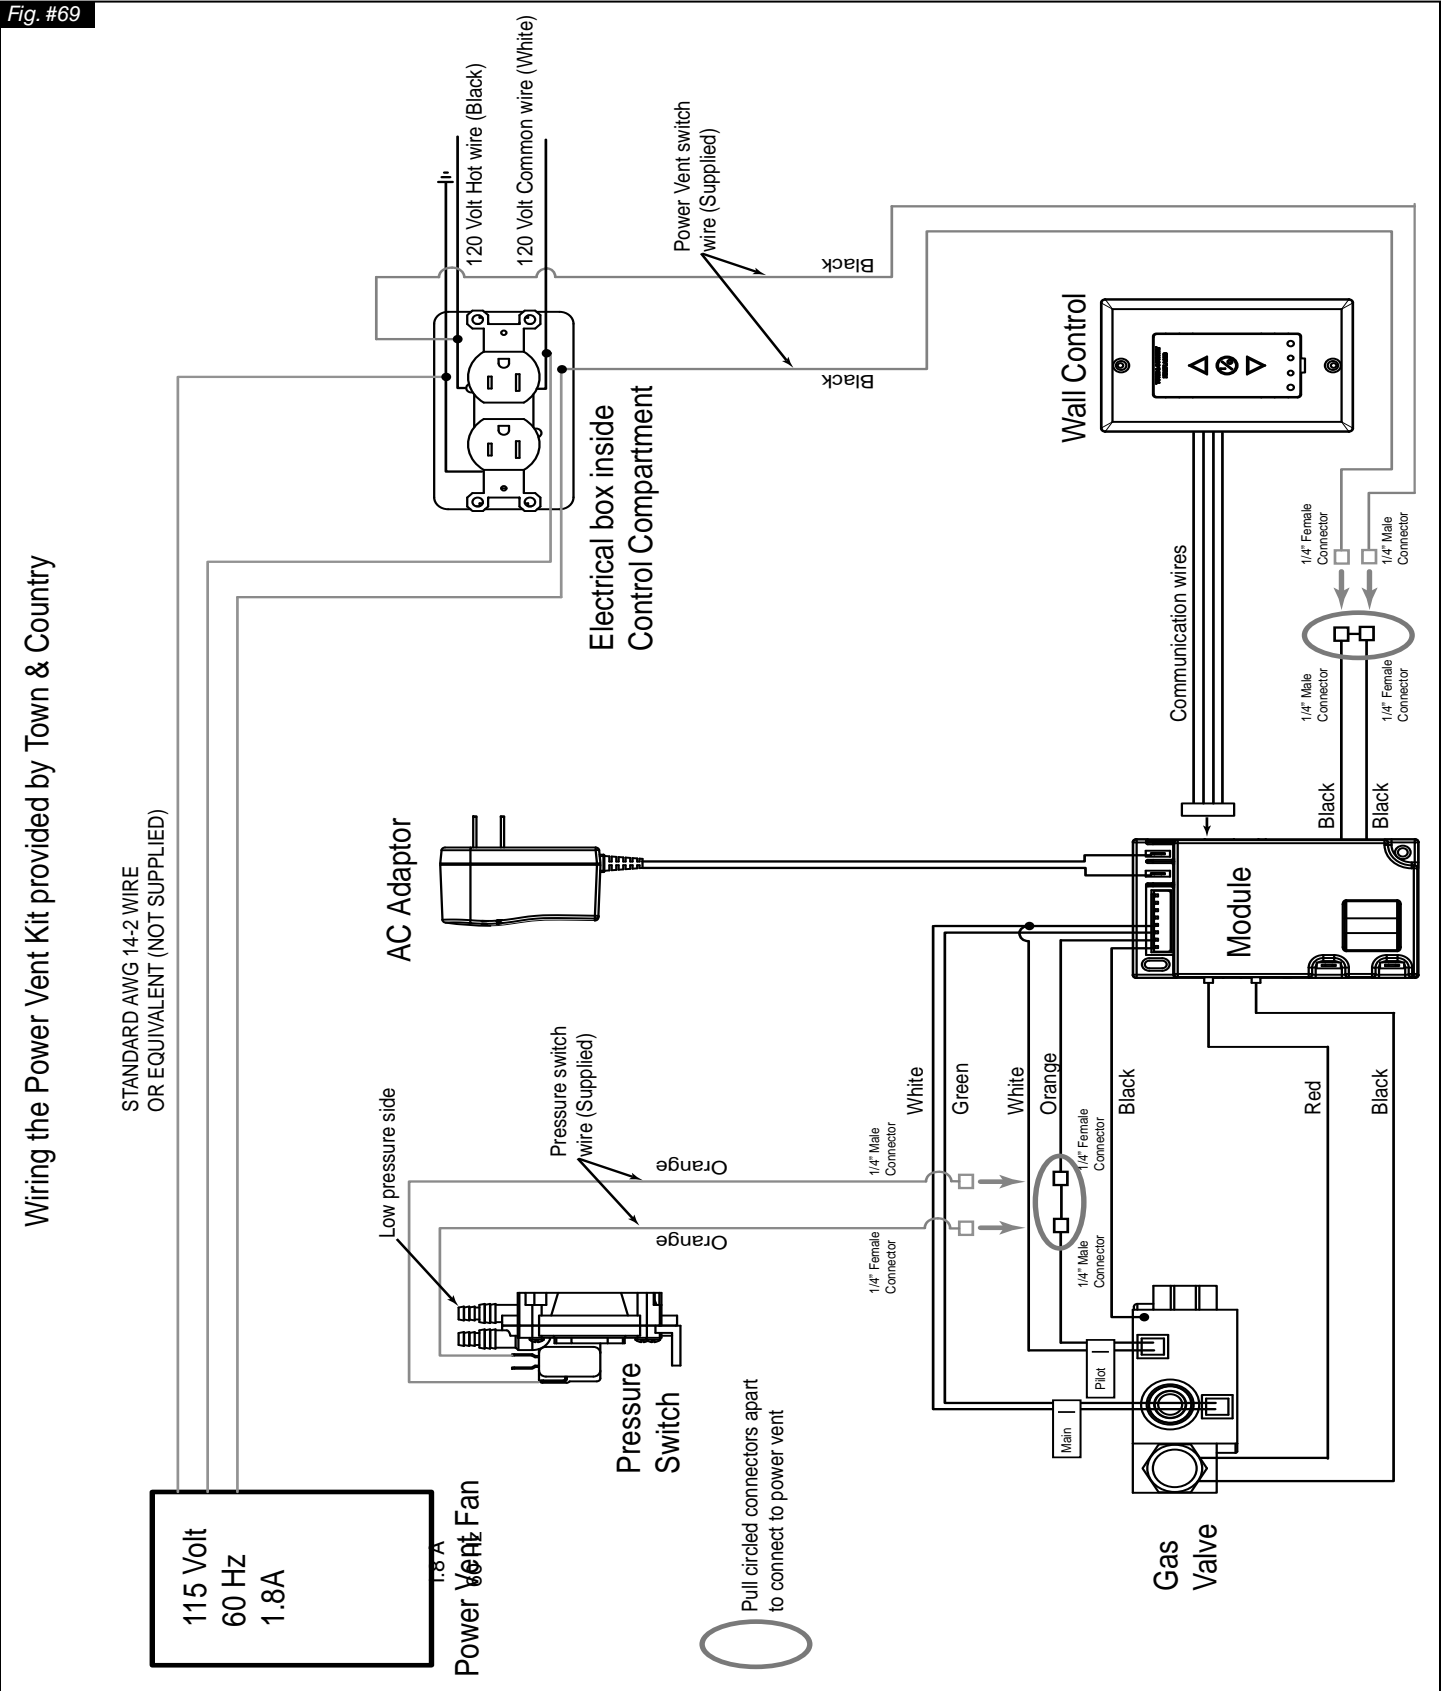 Fig. #69
Wiring the Power Vent Kit provided by Town & Country
STANDARD AWG 14-2 WIRE
OR EQUIVALENT (NOT SUPPLIED)
115 Volt
60 Hz
1.8A
1.8 A
60 Hz
Power Vent Fan
120 Volt Hot wire (Black)
120 Volt Common wire (White)
Electrical box inside
Control Compartment
Power Vent switch
wire (Supplied)
Black
Black
AC Adaptor
Low pressure side
Pressure switch
wire (Supplied)
Orange
Orange
Pressure
Switch
1/4" Male
Connector
1/4" Female
Connector
Pull circled connectors apart
to connect to power vent
White
Green
White
Orange
Black
Red
Black
1/4" Female
Connector
1/4" Male
Connector
Pilot
Main
Gas
Valve
Module
Wall Control
Communication wires
1/4" Female
Connector
1/4" Male
Connector
1/4" Male
Connector
1/4" Female
Connector
Black
Black